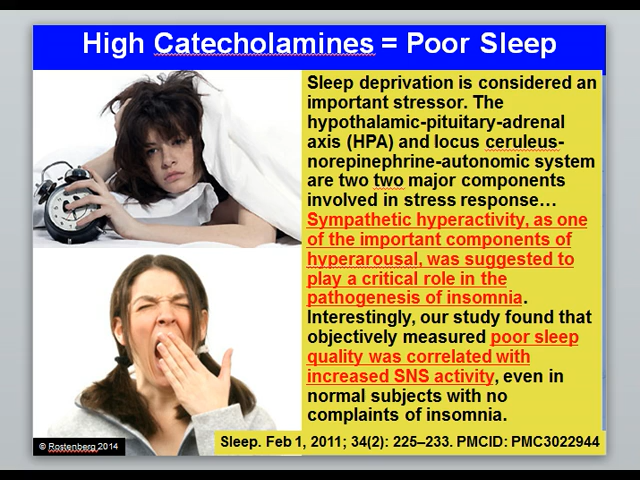 High Catecholamines = Poor Sleep
Sleep deprivation is considered an
important stressor. The
hypothalamic-pituitary-adrenal
axis (HPA) and locus ceruleus-
norepinephrine-autonomic system
are two two major components
involved in stress response…
Sympathetic hyperactivity, as one
of the important components of
hyperarousal, was suggested to
play a critical role in the
pathogenesis of insomnia.
Interestingly, our study found that
objectively measured poor sleep
quality was correlated with
increased SNS activity, even in
normal subjects with no
complaints of insomnia.
Sleep. Feb 1, 2011; 34(2): 225–233. PMCID: PMC3022944
© Rostenberg 2014